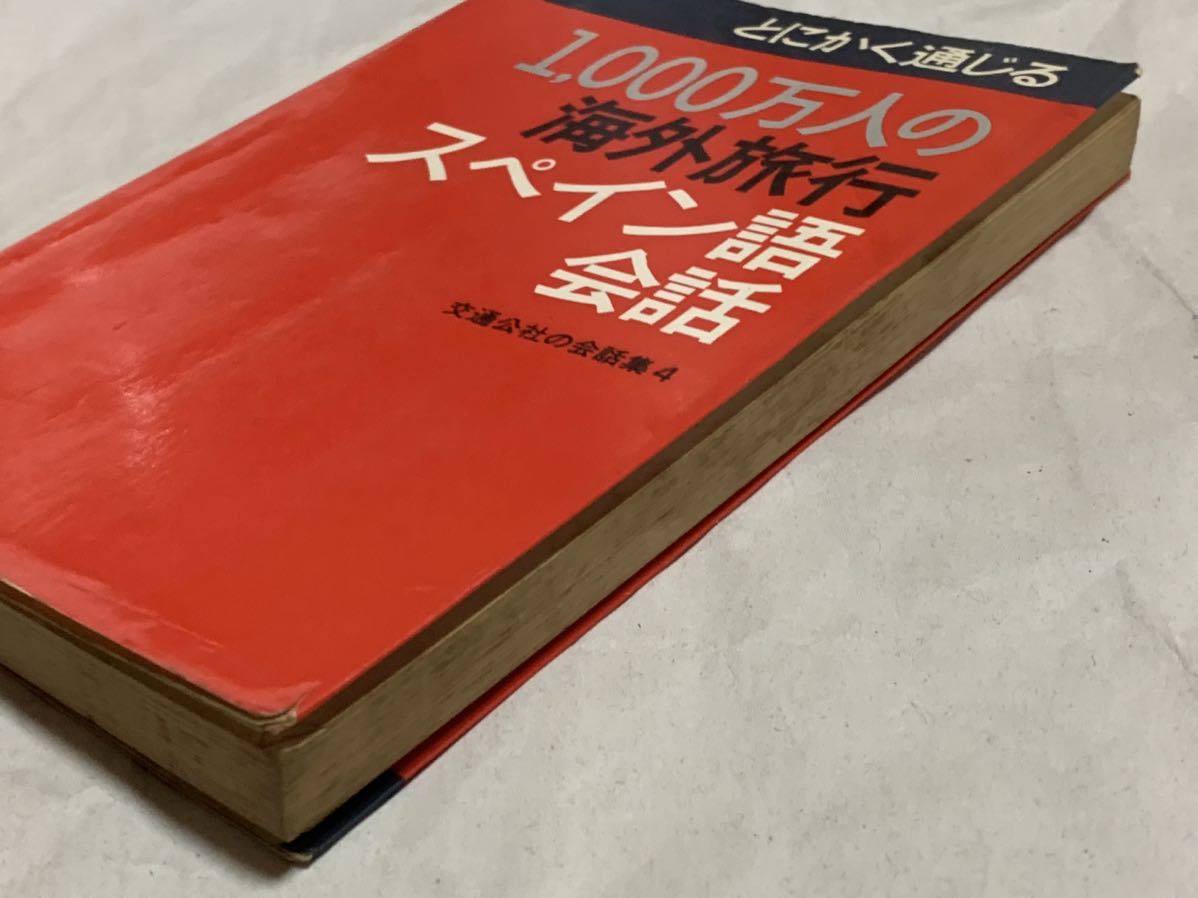 とにかく通じる
1,000万人の
海外旅行
スペイン語
会話
交通公社の会話集4